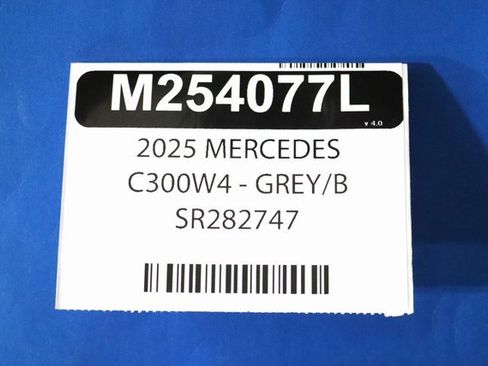 M254077L
v 4.0
2025 MERCEDES
C300W4 - GREY/B
SR282747